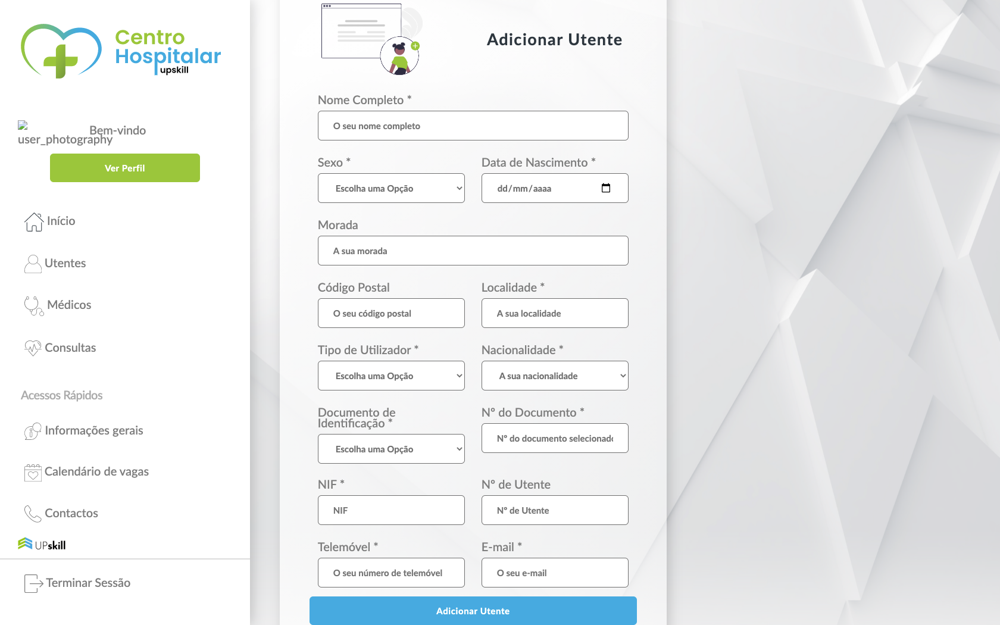 Centro
Hospitalar
upskill
user_photography
Bem-vindo
Ver Perfil
Início
Utentes
Médicos
Consultas
Acessos Rápidos
Informações gerais
Calendário de vagas
Contactos
UPskill
Terminar Sessão
Adicionar Utente
Nome Completo *
O seu nome completo
Sexo *
Data de Nascimento *
Escolha uma Opção
dd/mm/aaaa
Morada
A sua morada
Código Postal
Localidade *
O seu código postal
A sua localidade
Tipo de Utilizador *
Nacionalidade *
Escolha uma Opção
A sua nacionalidade
Documento de
Identificação *
Nº do Documento *
Escolha uma Opção
Nº do documento selecionado
NIF *
Nº de Utente
NIF
Nº de Utente
Telemóvel *
E-mail *
O seu número de telemóvel
O seu e-mail
Adicionar Utente